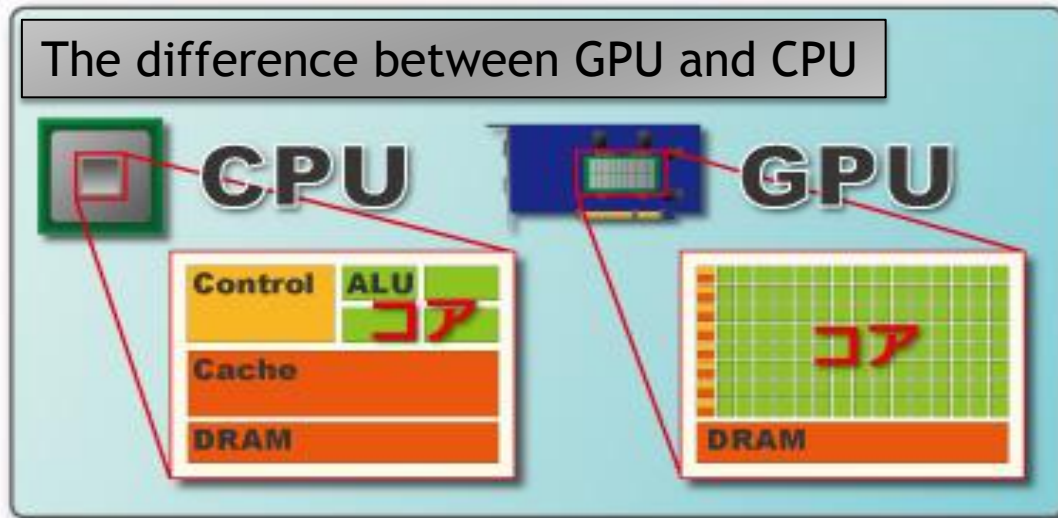 The difference between GPU and CPU
CPU
GPU
Control
ALU
コア
Cache
DRAM
コア
DRAM